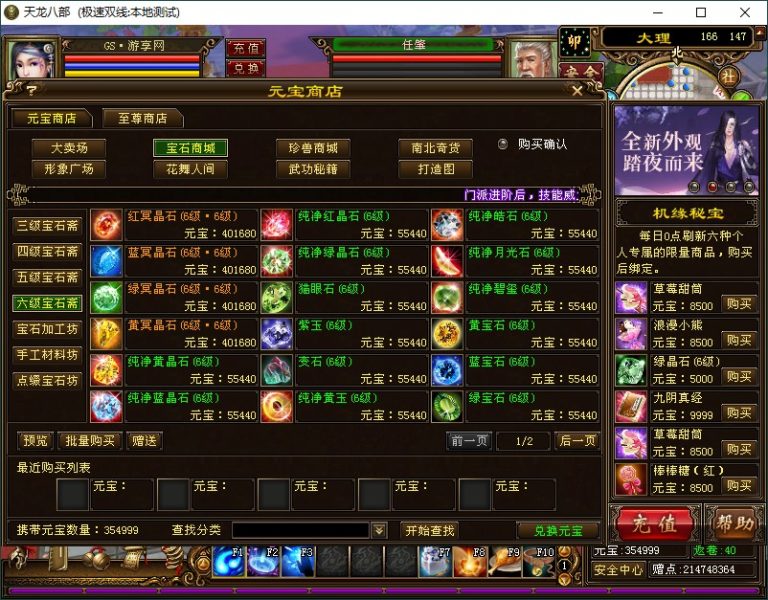 天龙八部 (极速双线:本地测试)
GS·游享网
充值
兑换
任肇
卯
大理 166 147
北
安全
社
?
元宝商店
元宝商店 至尊商店
大卖场 宝石商城 珍兽商城 南北奇货
购买确认
形象广场 花舞人间 武功秘籍 打造图
门派进阶后，技能威
三级宝石斋
四级宝石斋
五级宝石斋
六级宝石斋
宝石加工坊
手工材料坊
点缀宝石坊
红冥晶石(6级·6级) 纯净红晶石(6级) 纯净皓石(6级)
元宝：401680 元宝：55440 元宝：55440
蓝冥晶石(6级·6级) 纯净绿晶石(6级) 纯净月光石(6级)
元宝：401680 元宝：55440 元宝：55440
绿冥晶石(6级·6级) 猫眼石(6级) 纯净碧玺(6级)
元宝：401680 元宝：55440 元宝：55440
黄冥晶石(6级·6级) 紫玉(6级) 黄宝石(6级)
元宝：401680 元宝：55440 元宝：55440
纯净黄晶石(6级) 变石(6级) 蓝宝石(6级)
元宝：55440 元宝：55440 元宝：55440
纯净蓝晶石(6级) 纯净黄玉(6级) 绿宝石(6级)
元宝：55440 元宝：55440 元宝：55440
预览 批量购买 赠送 前一页 1/2 后一页
最近购买列表
元宝： 元宝： 元宝： 元宝： 元宝：
携带元宝数量：354999 查找分类 开始查找 兑换元宝
全新外观
踏夜而来
机缘秘宝
每日0点刷新六种个
人专属的限量商品，购买
后绑定。
草莓甜筒
元宝：8500 购买
浪漫小熊
元宝：8500 购买
绿晶石(6级)
元宝：5000 购买
九阴真经
元宝：9999 购买
草莓甜筒
元宝：8500 购买
棒棒糖（红）
元宝：8500 购买
充值 帮助
F1 F2 F3 F7 F8 F9 F10
1
元宝:354999 返卷:40
安全中心 赠点:214748364